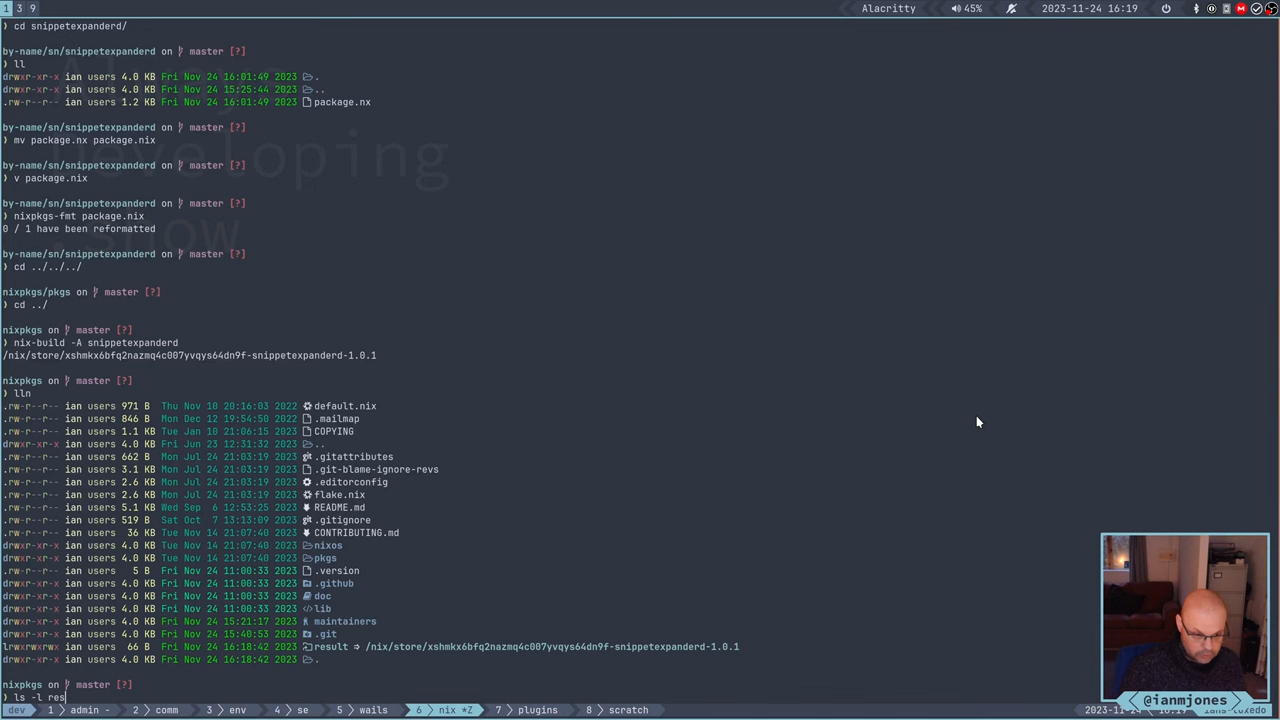 1 3 9
Alacritty 45% 2023-11-24 16:19
❯ cd snippetexpanderd/
by-name/sn/snippetexpanderd on master [?]
❯ ll
drwxr-xr-x ian users 4.0 KB Fri Nov 24 16:01:49 2023 .
drwxr-xr-x ian users 4.0 KB Fri Nov 24 15:25:44 2023 ..
.rw-r--r-- ian users 1.2 KB Fri Nov 24 16:01:49 2023 package.nx
by-name/sn/snippetexpanderd on master [?]
❯ mv package.nx package.nix
by-name/sn/snippetexpanderd on master [?]
❯ v package.nix
by-name/sn/snippetexpanderd on master [?]
❯ nixpkgs-fmt package.nix
0 / 1 have been reformatted
by-name/sn/snippetexpanderd on master [?]
❯ cd ../../../
nixpkgs/pkgs on master [?]
❯ cd ../
nixpkgs on master [?]
❯ nix-build -A snippetexpanderd
/nix/store/xshmkx6bfq2nazmq4c007yvqys64dn9f-snippetexpanderd-1.0.1
nixpkgs on master [?]
❯ lln
.rw-r--r-- ian users 971 B Thu Nov 10 20:16:03 2022 default.nix
.rw-r--r-- ian users 846 B Mon Dec 12 19:54:50 2022 .mailmap
.rw-r--r-- ian users 1.1 KB Tue Jan 10 21:06:15 2023 COPYING
drwxr-xr-x ian users 4.0 KB Fri Jun 23 12:31:32 2023 ..
.rw-r--r-- ian users 662 B Mon Jul 24 21:03:19 2023 .gitattributes
.rw-r--r-- ian users 3.1 KB Mon Jul 24 21:03:19 2023 .git-blame-ignore-revs
.rw-r--r-- ian users 2.6 KB Mon Jul 24 21:03:19 2023 .editorconfig
.rw-r--r-- ian users 2.6 KB Mon Jul 24 21:03:19 2023 flake.nix
.rw-r--r-- ian users 5.1 KB Wed Sep 6 12:53:25 2023 README.md
.rw-r--r-- ian users 519 B Sat Oct 7 13:13:09 2023 .gitignore
.rw-r--r-- ian users 36 KB Tue Nov 14 21:07:40 2023 CONTRIBUTING.md
drwxr-xr-x ian users 4.0 KB Tue Nov 14 21:07:40 2023 nixos
drwxr-xr-x ian users 4.0 KB Tue Nov 14 21:07:40 2023 pkgs
.rw-r--r-- ian users 5 B Fri Nov 24 11:00:33 2023 .version
drwxr-xr-x ian users 4.0 KB Fri Nov 24 11:00:33 2023 .github
drwxr-xr-x ian users 4.0 KB Fri Nov 24 11:00:33 2023 doc
drwxr-xr-x ian users 4.0 KB Fri Nov 24 11:00:33 2023 lib
drwxr-xr-x ian users 4.0 KB Fri Nov 24 15:21:17 2023 maintainers
drwxr-xr-x ian users 4.0 KB Fri Nov 24 15:40:53 2023 .git
lrwxrwxrwx ian users 66 B Fri Nov 24 16:18:42 2023 result ⇒ /nix/store/xshmkx6bfq2nazmq4c007yvqys64dn9f-snippetexpanderd-1.0.1
drwxr-xr-x ian users 4.0 KB Fri Nov 24 16:18:42 2023 .
nixpkgs on master [?]
❯ ls -l res
Developing
.show
@ianmjones
dev 1 admin - 2 comm 3 env 4 se 5 wails 6 nix *Z 7 plugins 8 scratch 2023-11-24